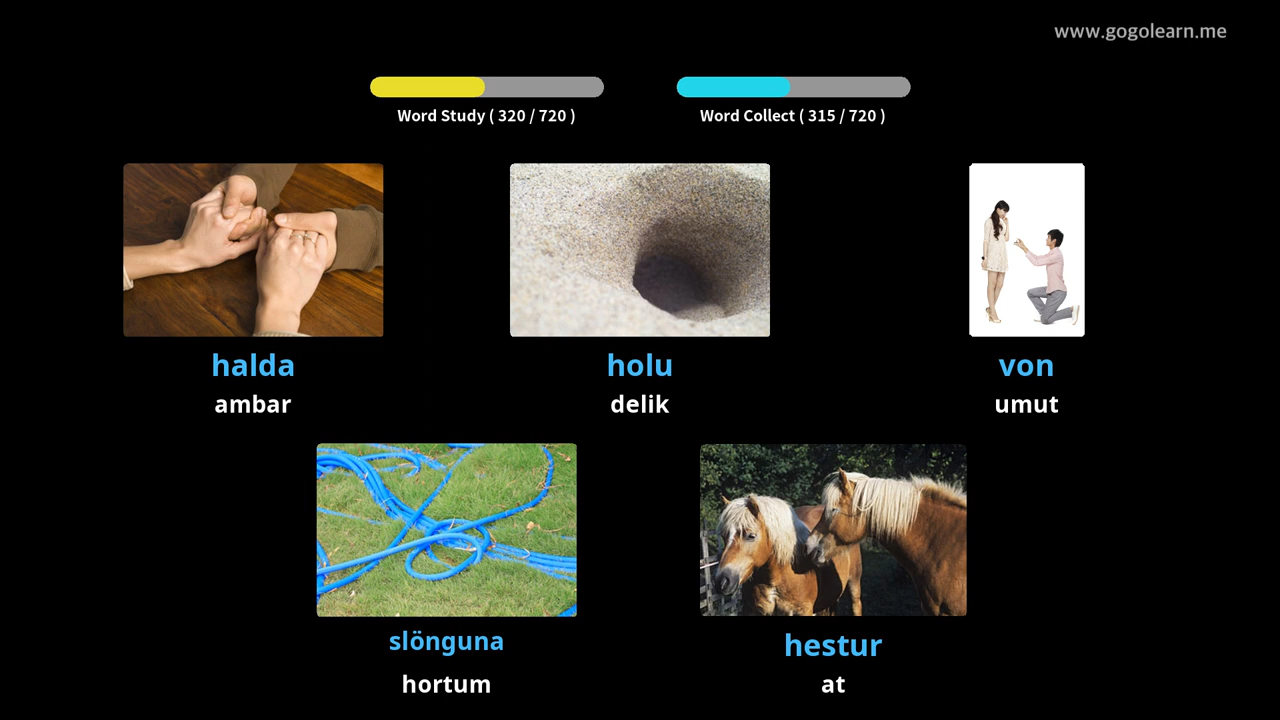 www.gogolearn.me
Word Study ( 320 / 720 )
Word Collect ( 315 / 720 )
halda
ambar
holu
delik
von
umut
slönguna
hortum
hestur
at